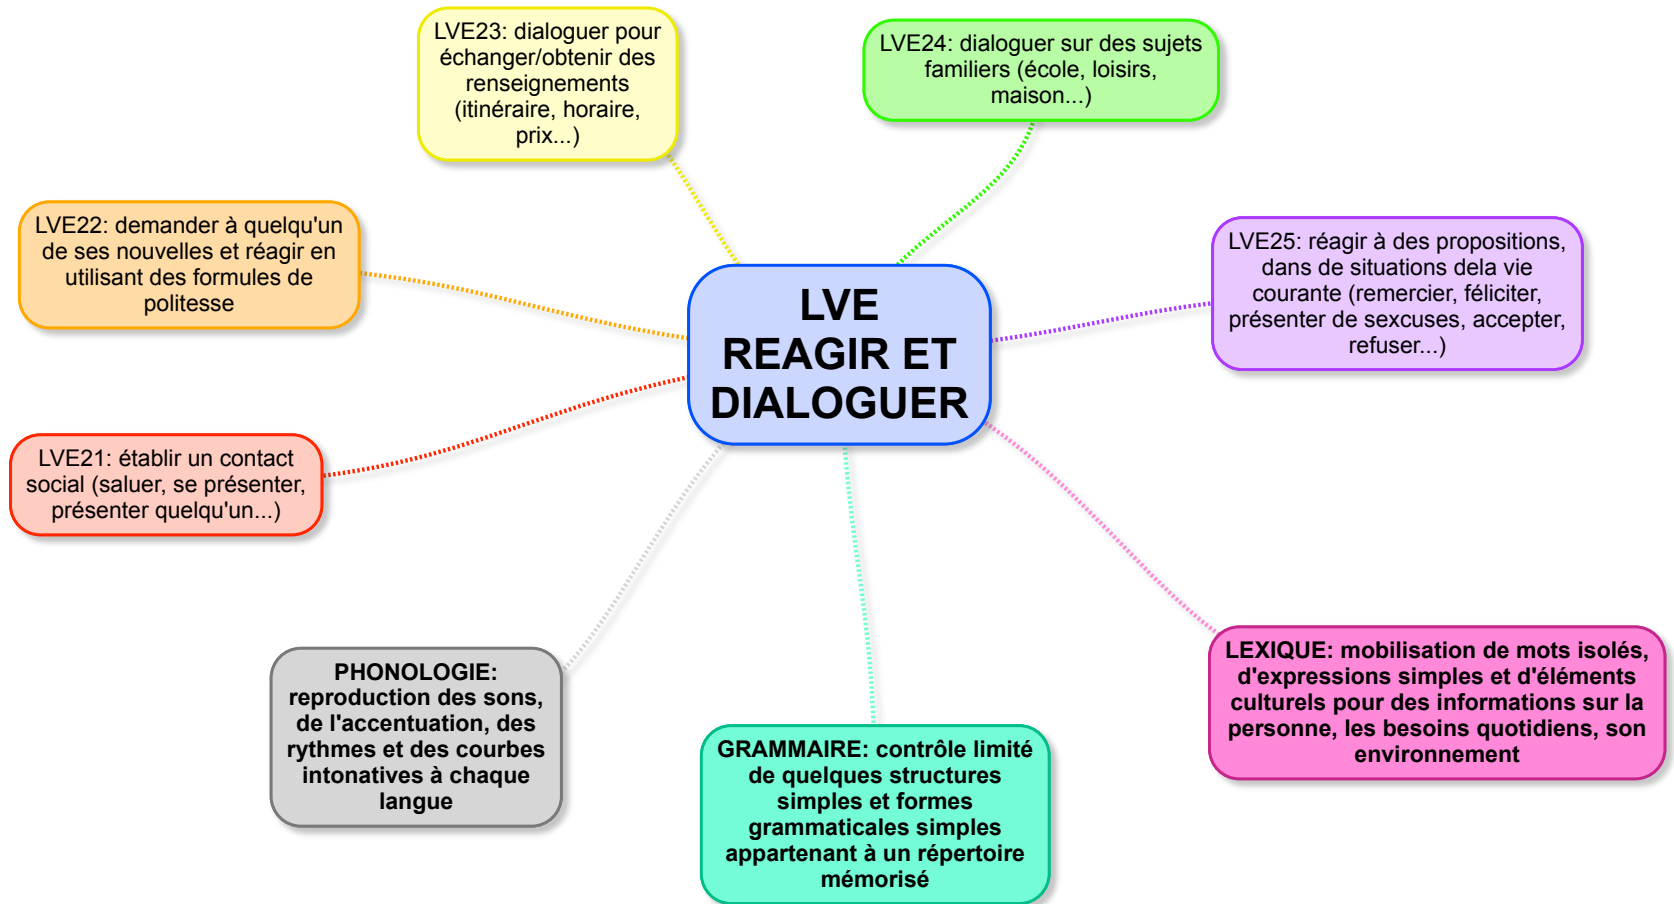 LVE23: dialoguer pour
échanger/obtenir des
renseignements
(itinéraire, horaire,
prix...)
LVE24: dialoguer sur des sujets
familiers (école, loisirs,
maison...)
LVE22: demander à quelqu'un
de ses nouvelles et réagir en
utilisant des formules de
politesse
LVE25: réagir à des propositions,
dans de situations dela vie
courante (remercier, féliciter,
présenter de sexcuses, accepter,
refuser...)
LVE
REAGIR ET
DIALOGUER
LVE21: établir un contact
social (saluer, se présenter,
présenter quelqu'un...)
PHONOLOGIE:
reproduction des sons,
de l'accentuation, des
rythmes et des courbes
intonatives à chaque
langue
GRAMMAIRE: contrôle limité
de quelques structures
simples et formes
grammaticales simples
appartenant à un répertoire
mémorisé
LEXIQUE: mobilisation de mots isolés,
d'expressions simples et d'éléments
culturels pour des informations sur la
personne, les besoins quotidiens, son
environnement